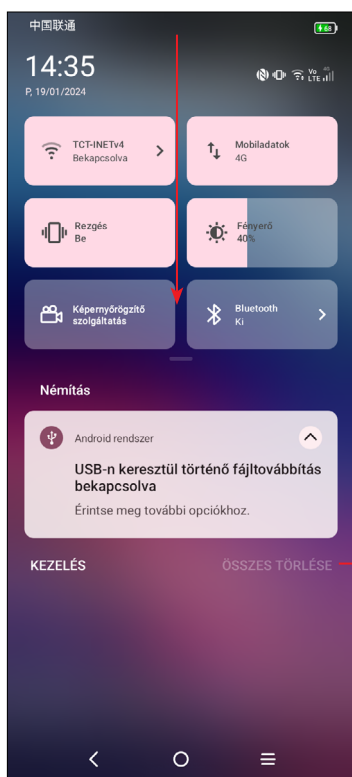 中国联通
68
14:35
P, 19/01/2024
Vo LTE 4G
TCT-INETv4
Bekapcsolva
Mobiladatok
4G
Rezgés
Be
Fényerő
40%
Képernyőrögzítő
szolgáltatás
Bluetooth
Ki
Némítás
Android rendszer
USB-n keresztül történő fájltovábbítás
bekapcsolva
Érintse meg további opciókhoz.
KEZELÉS
ÖSSZES TÖRLÉSE